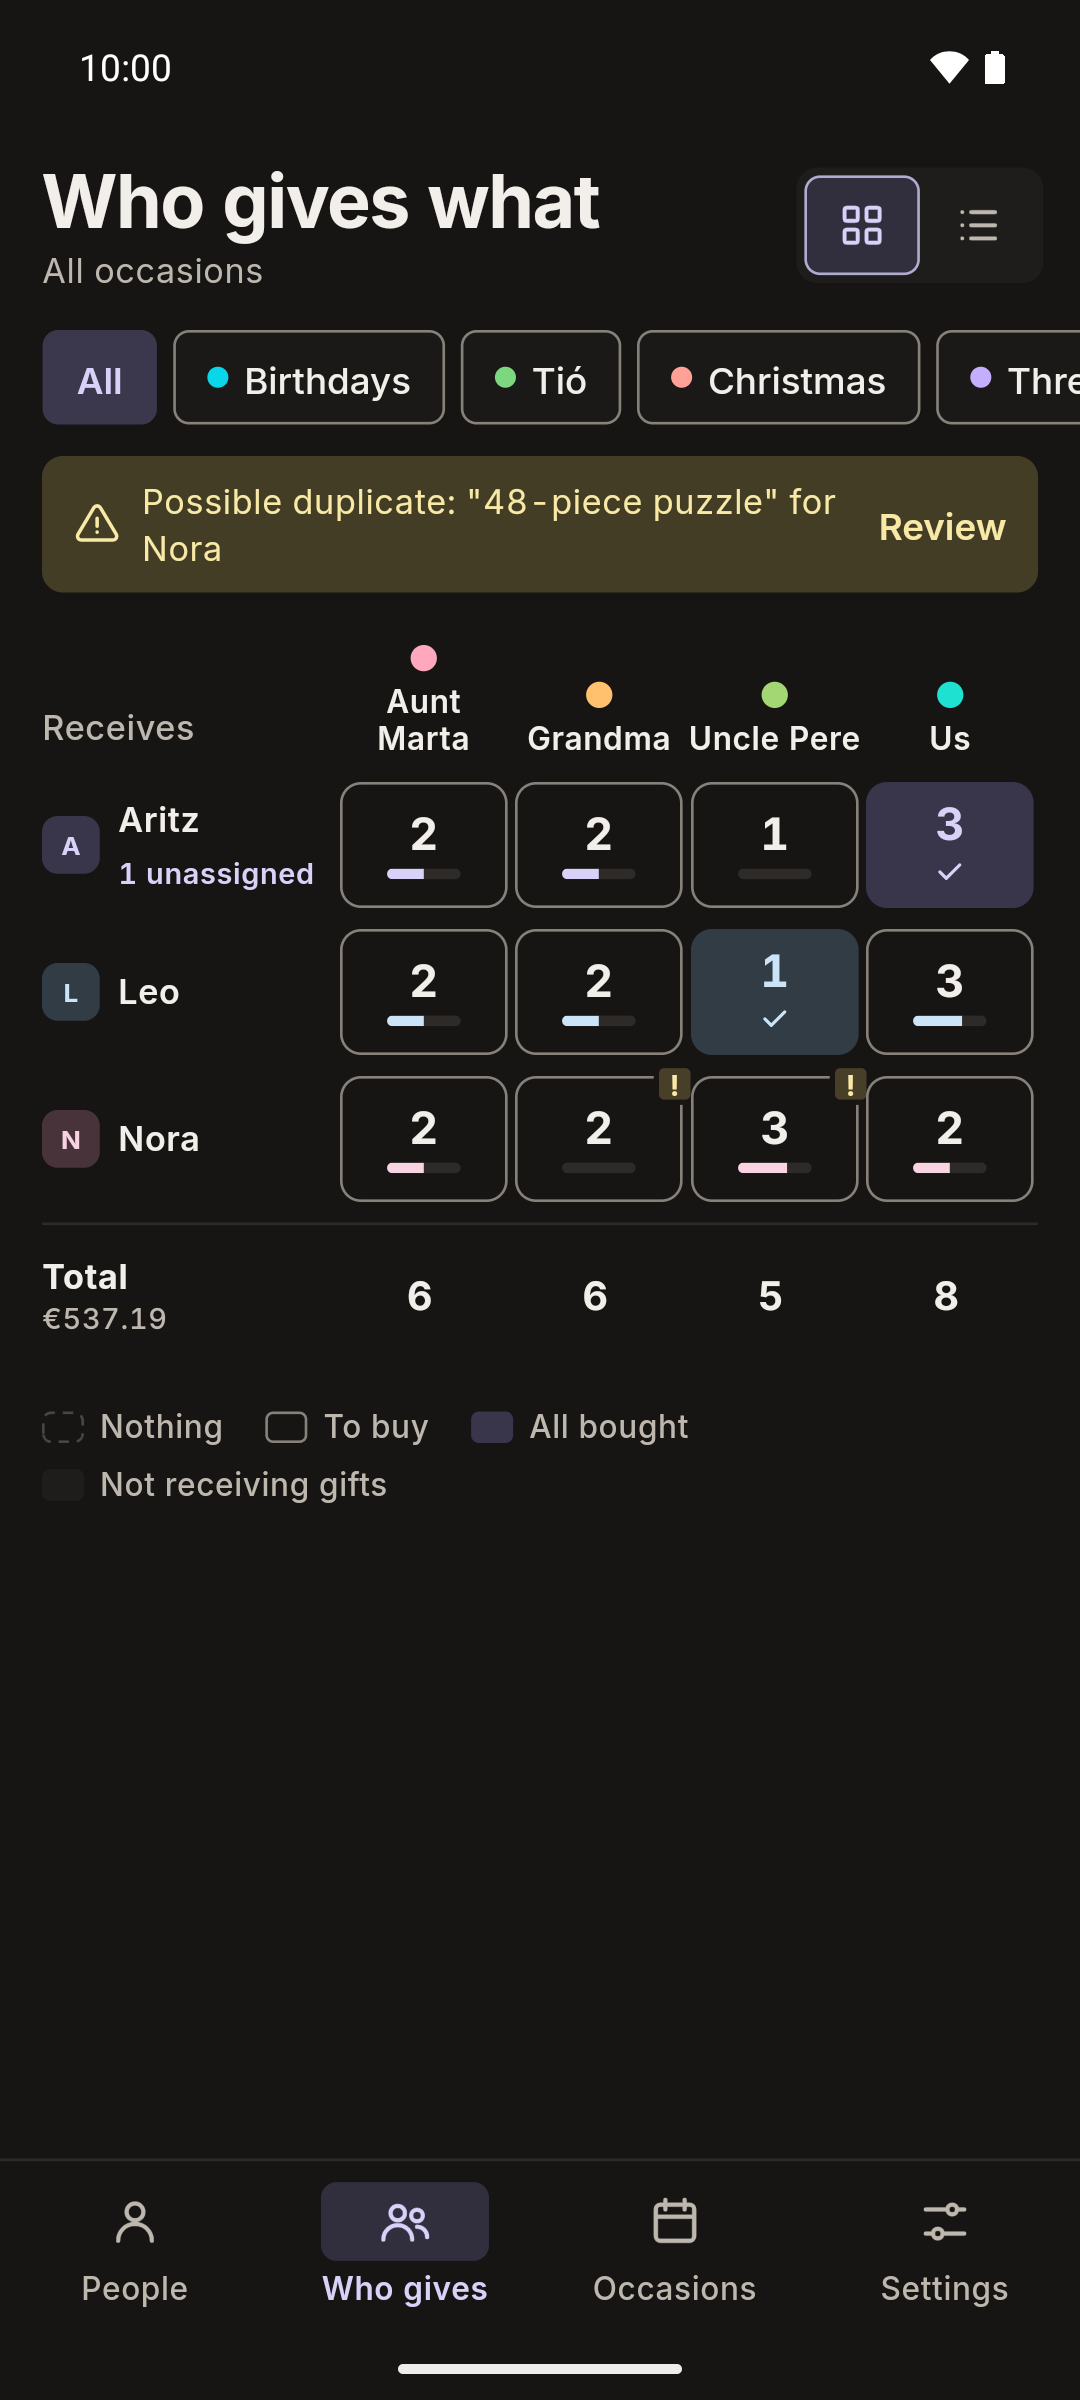 10:00
Who gives what
All occasions
All
Birthdays
Tió
Christmas
Thre
Possible duplicate: "48-piece puzzle" for
Nora
Review
Receives
Aunt
Marta
Grandma
Uncle Pere
Us
A
Aritz
1 unassigned
2
2
1
3
L
Leo
2
2
1
3
N
Nora
2
2
!
3
!
2
Total
€537.19
6
6
5
8
Nothing
To buy
All bought
Not receiving gifts
People
Who gives
Occasions
Settings